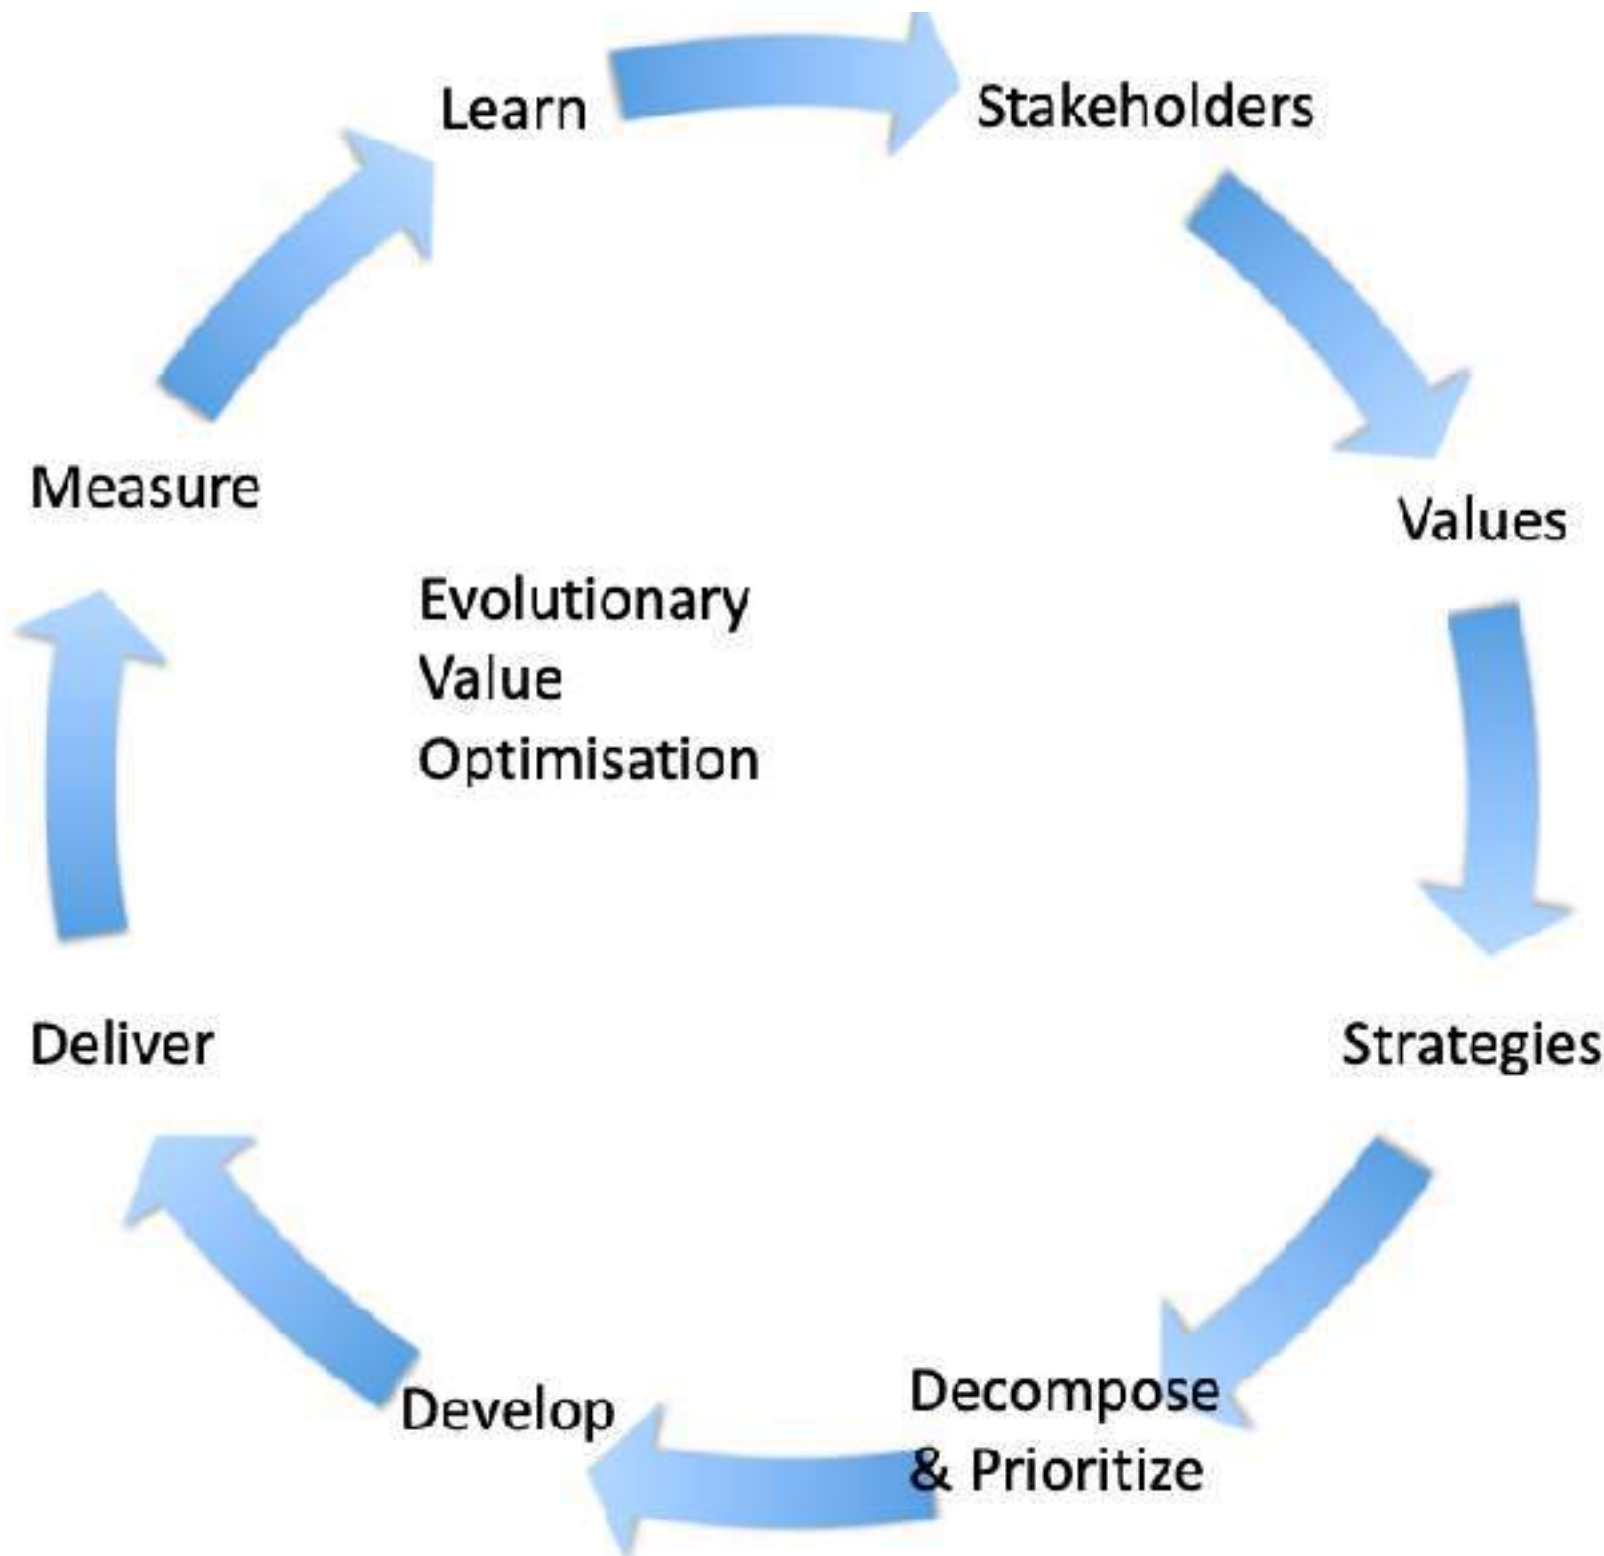 Learn
Stakeholders
Measure
Values
Evolutionary
Value
Optimisation
Deliver
Strategies
Develop
Decompose
& Prioritize